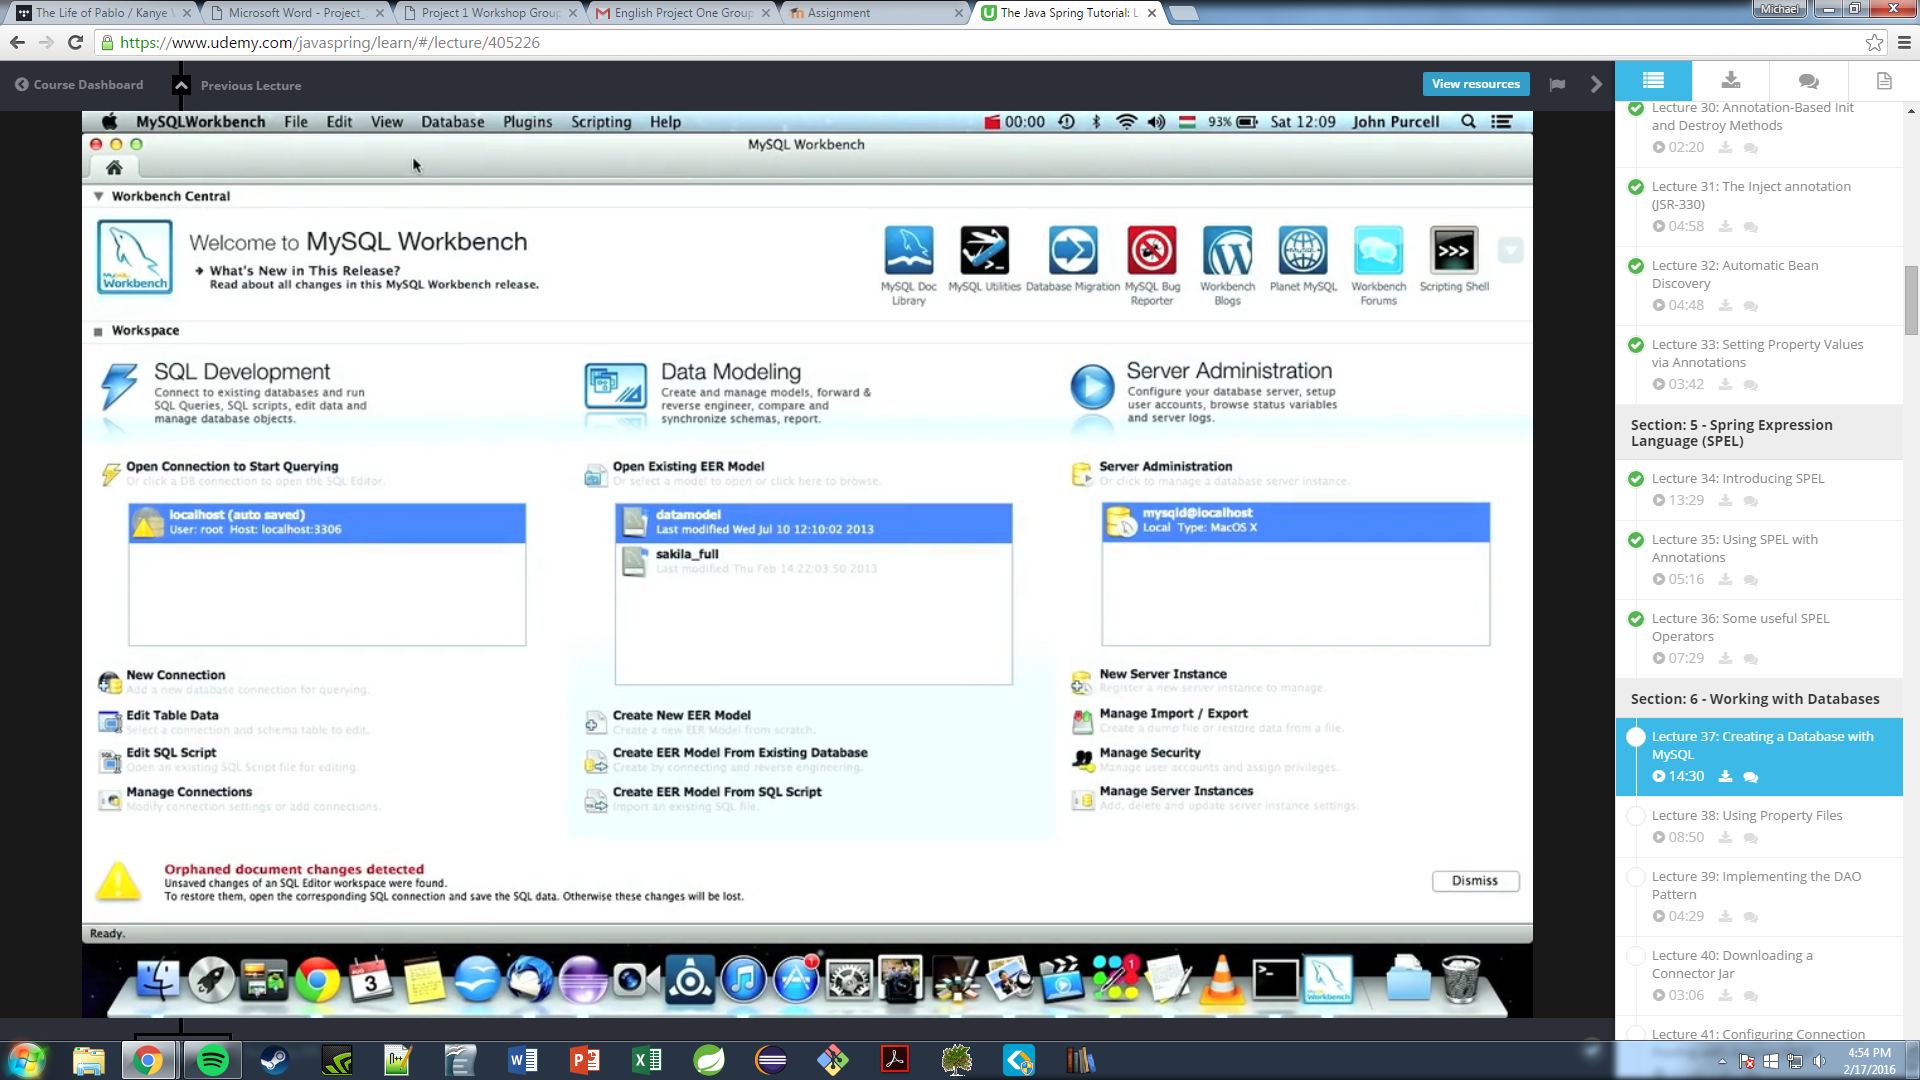 The Life of Pablo / Kanye
Microsoft Word - Project_
Project 1 Workshop Group
English Project One Group
Assignment
The Java Spring Tutorial: L
Michael
https://www.udemy.com/javaspring/learn/#/lecture/405226
Course Dashboard
Previous Lecture
View resources
MySQLWorkbench File Edit View Database Plugins Scripting Help
00:00 93% Sat 12:09 John Purcell
MySQL Workbench
Workbench Central
Welcome to MySQL Workbench
What's New in This Release?
Read about all changes in this MySQL Workbench release.
MySQL Workbench
MySQL Doc Library
MySQL Utilities
Database Migration
MySQL Bug Reporter
Workbench Blogs
Planet MySQL
Workbench Forums
Scripting Shell
Workspace
SQL Development
Connect to existing databases and run
SQL Queries, SQL scripts, edit data and
manage database objects.
Open Connection to Start Querying
Or click a DB connection to open the SQL Editor.
localhost (auto saved)
User: root Host: localhost:3306
New Connection
Add a new database connection for querying.
Edit Table Data
Select a connection and schema table to edit.
Edit SQL Script
Open an existing SQL Script file for editing.
Manage Connections
Modify connection settings or add connections.
Data Modeling
Create and manage models, forward &
reverse engineer, compare and
synchronize schemas, report.
Open Existing EER Model
Or select a model to open or click here to browse.
datamodel
Last modified Wed Jul 10 12:10:02 2013
sakila_full
Last modified Thu Feb 14 22:03:50 2013
Create New EER Model
Create a new EER Model from scratch.
Create EER Model From Existing Database
Create by connecting and reverse engineering.
Create EER Model From SQL Script
Import an existing SQL file.
Server Administration
Configure your database server, setup
user accounts, browse status variables
and server logs.
Server Administration
Or click to manage a database server instance.
mysqld@localhost
Local Type: MacOS X
New Server Instance
Register a new server instance to manage.
Manage Import / Export
Create a dump file or restore data from a file.
Manage Security
Manage user accounts and assign privileges.
Manage Server Instances
Add, delete and update server instance settings.
Orphaned document changes detected
Unsaved changes of an SQL Editor workspace were found.
To restore them, open the corresponding SQL connection and save the SQL data. Otherwise these changes will be lost.
Dismiss
Ready.
Lecture 30: Annotation-Based Init
and Destroy Methods
02:20
Lecture 31: The Inject annotation
(JSR-330)
04:58
Lecture 32: Automatic Bean
Discovery
04:48
Lecture 33: Setting Property Values
via Annotations
03:42
Section: 5 - Spring Expression
Language (SPEL)
Lecture 34: Introducing SPEL
13:29
Lecture 35: Using SPEL with
Annotations
05:16
Lecture 36: Some useful SPEL
Operators
07:29
Section: 6 - Working with Databases
Lecture 37: Creating a Database with
MySQL
14:30
Lecture 38: Using Property Files
08:50
Lecture 39: Implementing the DAO
Pattern
04:29
Lecture 40: Downloading a
Connector Jar
03:06
Lecture 41: Configuring Connection
4:54 PM
2/17/2016